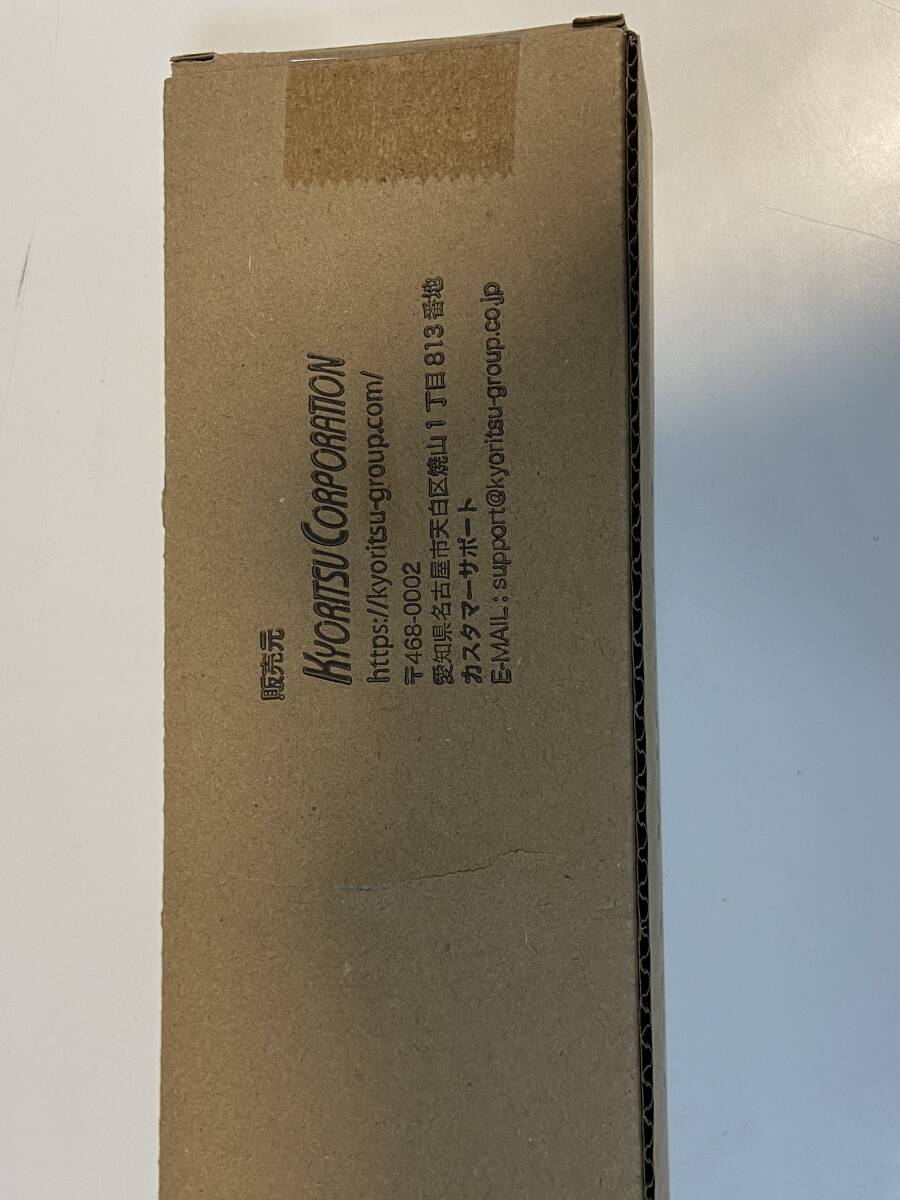 販売元
KYORITSU CORPORATION
https://kyoritsu-group.com/
〒468-0002
愛知県名古屋市天白区焼山1丁目813番地
カスタマーサポート
E-MAIL：support@kyoritsu-group.co.jp